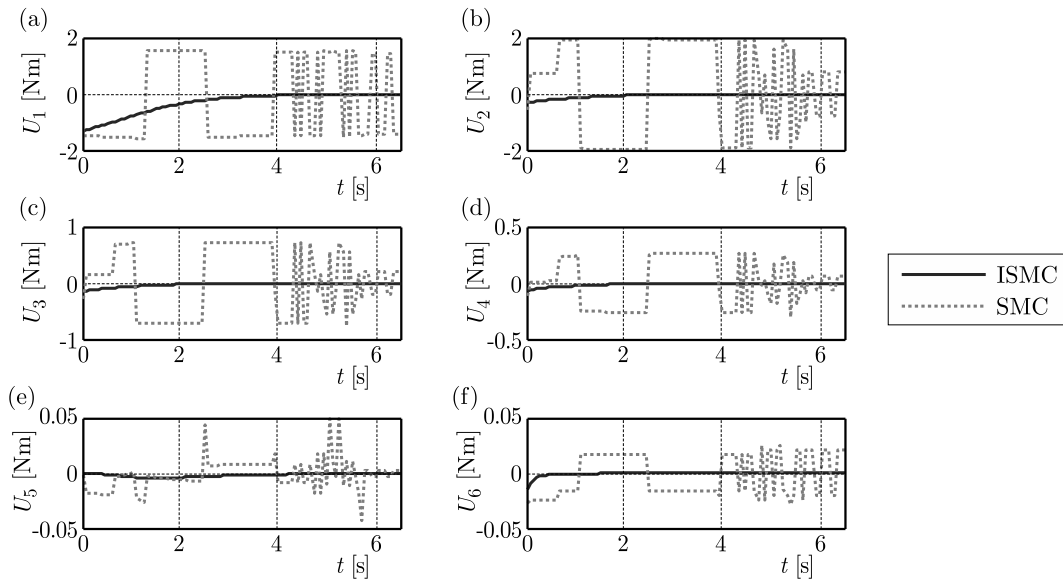 (a)
U1 [Nm]
2
0
-2
0 2 4 6
t [s]
(b)
U2 [Nm]
2
0
-2
0 2 4 6
t [s]
(c)
U3 [Nm]
1
0
-1
0 2 4 6
t [s]
(d)
U4 [Nm]
0.5
0
-0.5
0 2 4 6
t [s]
ISMC
SMC
(e)
U5 [Nm]
0.05
0
-0.05
0 2 4 6
t [s]
(f)
U6 [Nm]
0.05
0
-0.05
0 2 4 6
t [s]